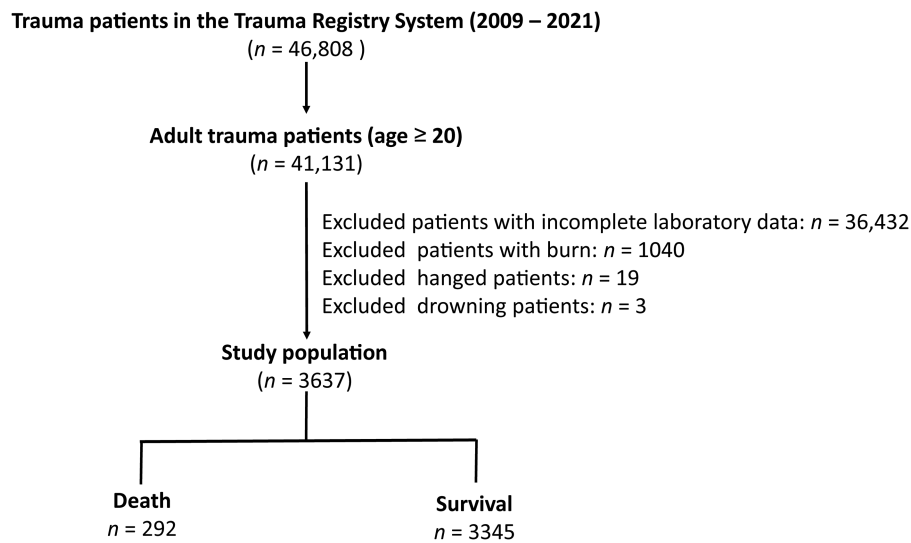 Trauma patients in the Trauma Registry System (2009 – 2021)
(n = 46,808 )
Adult trauma patients (age ≥ 20)
(n = 41,131)
Excluded patients with incomplete laboratory data: n = 36,432
Excluded  patients with burn: n = 1040
Excluded  hanged patients: n = 19
Excluded  drowning patients: n = 3
Study population
(n = 3637)
Death
n = 292
Survival
n = 3345